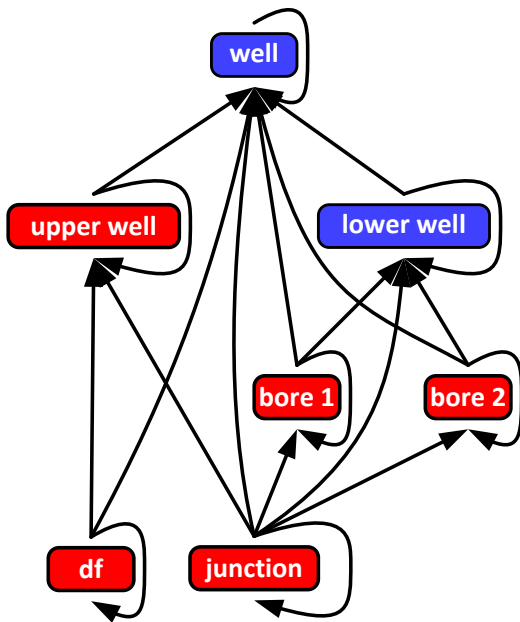 well
upper well
lower well
bore 1
bore 2
df
junction